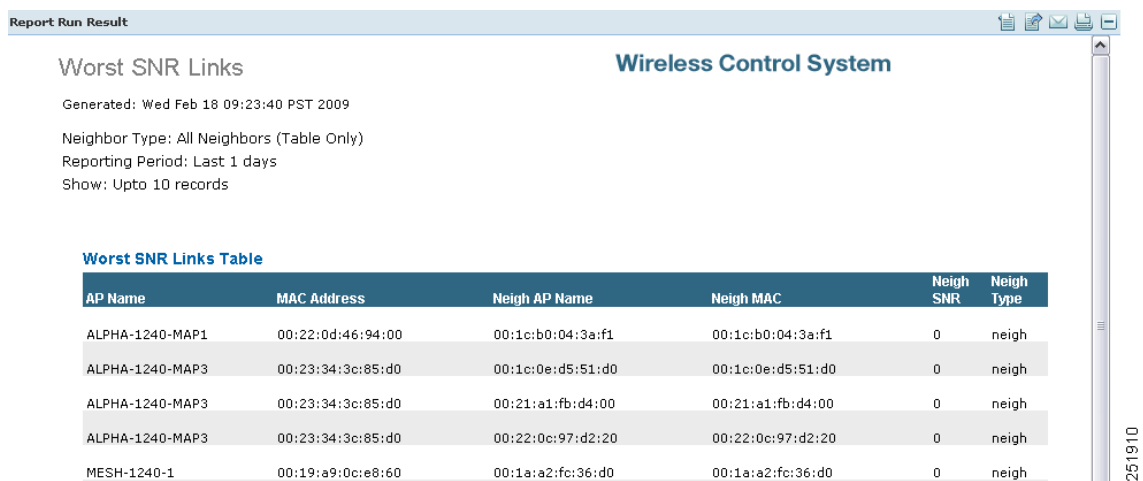 Report Run Result
Worst SNR Links
Wireless Control System
Generated: Wed Feb 18 09:23:40 PST 2009
Neighbor Type: All Neighbors (Table Only)
Reporting Period: Last 1 days
Show: Upto 10 records
Worst SNR Links Table
AP Name MAC Address Neigh AP Name Neigh MAC Neigh SNR Neigh Type
ALPHA-1240-MAP1 00:22:0d:46:94:00 00:1c:b0:04:3a:f1 00:1c:b0:04:3a:f1 0 neigh
ALPHA-1240-MAP3 00:23:34:3c:85:d0 00:1c:0e:d5:51:d0 00:1c:0e:d5:51:d0 0 neigh
ALPHA-1240-MAP3 00:23:34:3c:85:d0 00:21:a1:fb:d4:00 00:21:a1:fb:d4:00 0 neigh
ALPHA-1240-MAP3 00:23:34:3c:85:d0 00:22:0c:97:d2:20 00:22:0c:97:d2:20 0 neigh
MESH-1240-1 00:19:a9:0c:e8:60 00:1a:a2:fc:36:d0 00:1a:a2:fc:36:d0 0 neigh
251910